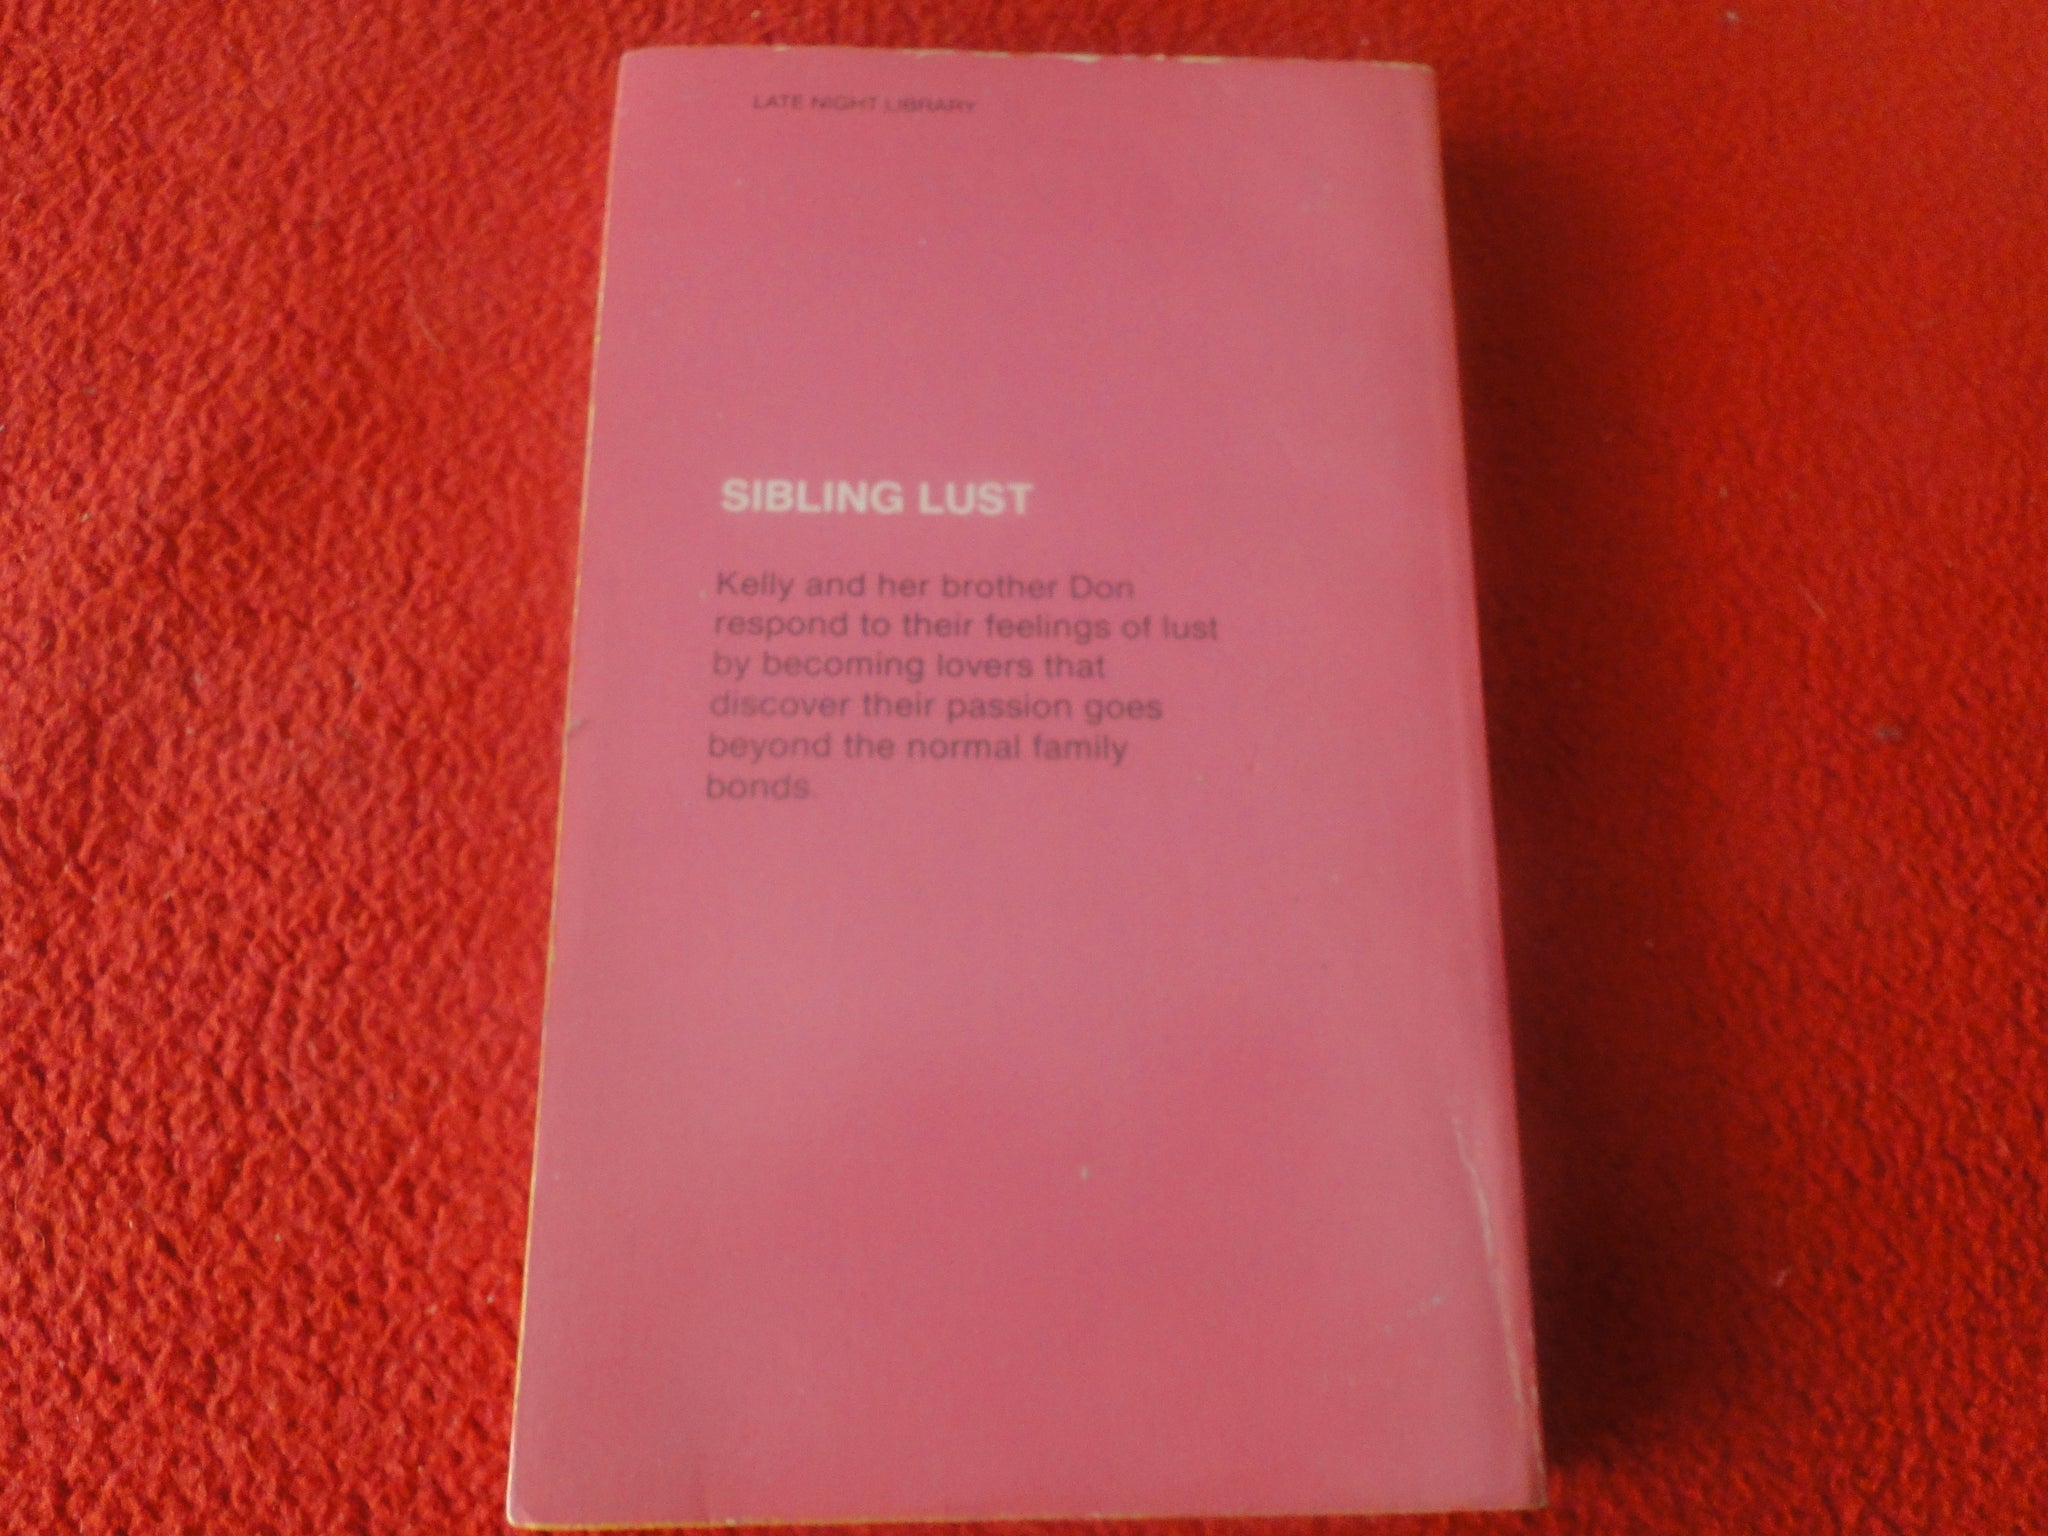 LATE NIGHT LIBRARY
SIBLING LUST
Kelly and her brother Don
respond to their feelings of lust
by becoming lovers that
discover their passion goes
beyond the normal family
bonds.